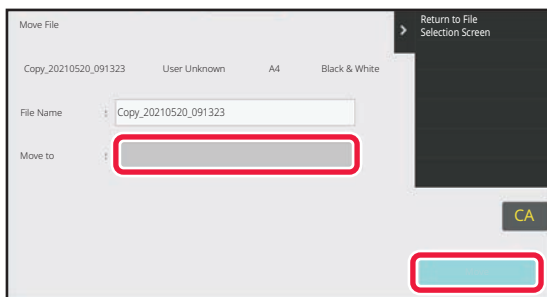 Move File
Return to File
Selection Screen
Copy_20210520_091323 User Unknown A4 Black & White
File Name : Copy_20210520_091323
Move to :
CA